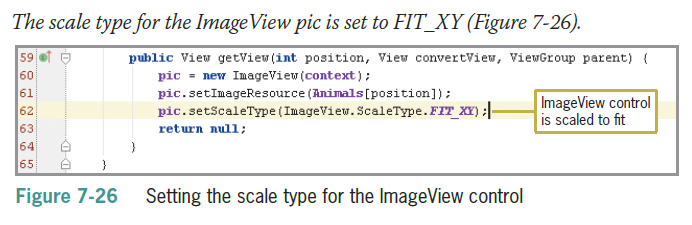 The scale type for the ImageView pic is set to FIT_XY (Figure 7-26).
59 public View getView(int position, View convertView, ViewGroup parent) {
60 pic = new ImageView(context);
61 pic.setImageResource(Animals[position]);
62 pic.setScaleType(ImageView.ScaleType.FIT_XY);
ImageView control
is scaled to fit
63 return null;
64 }
65 }
Figure 7-26 Setting the scale type for the ImageView control